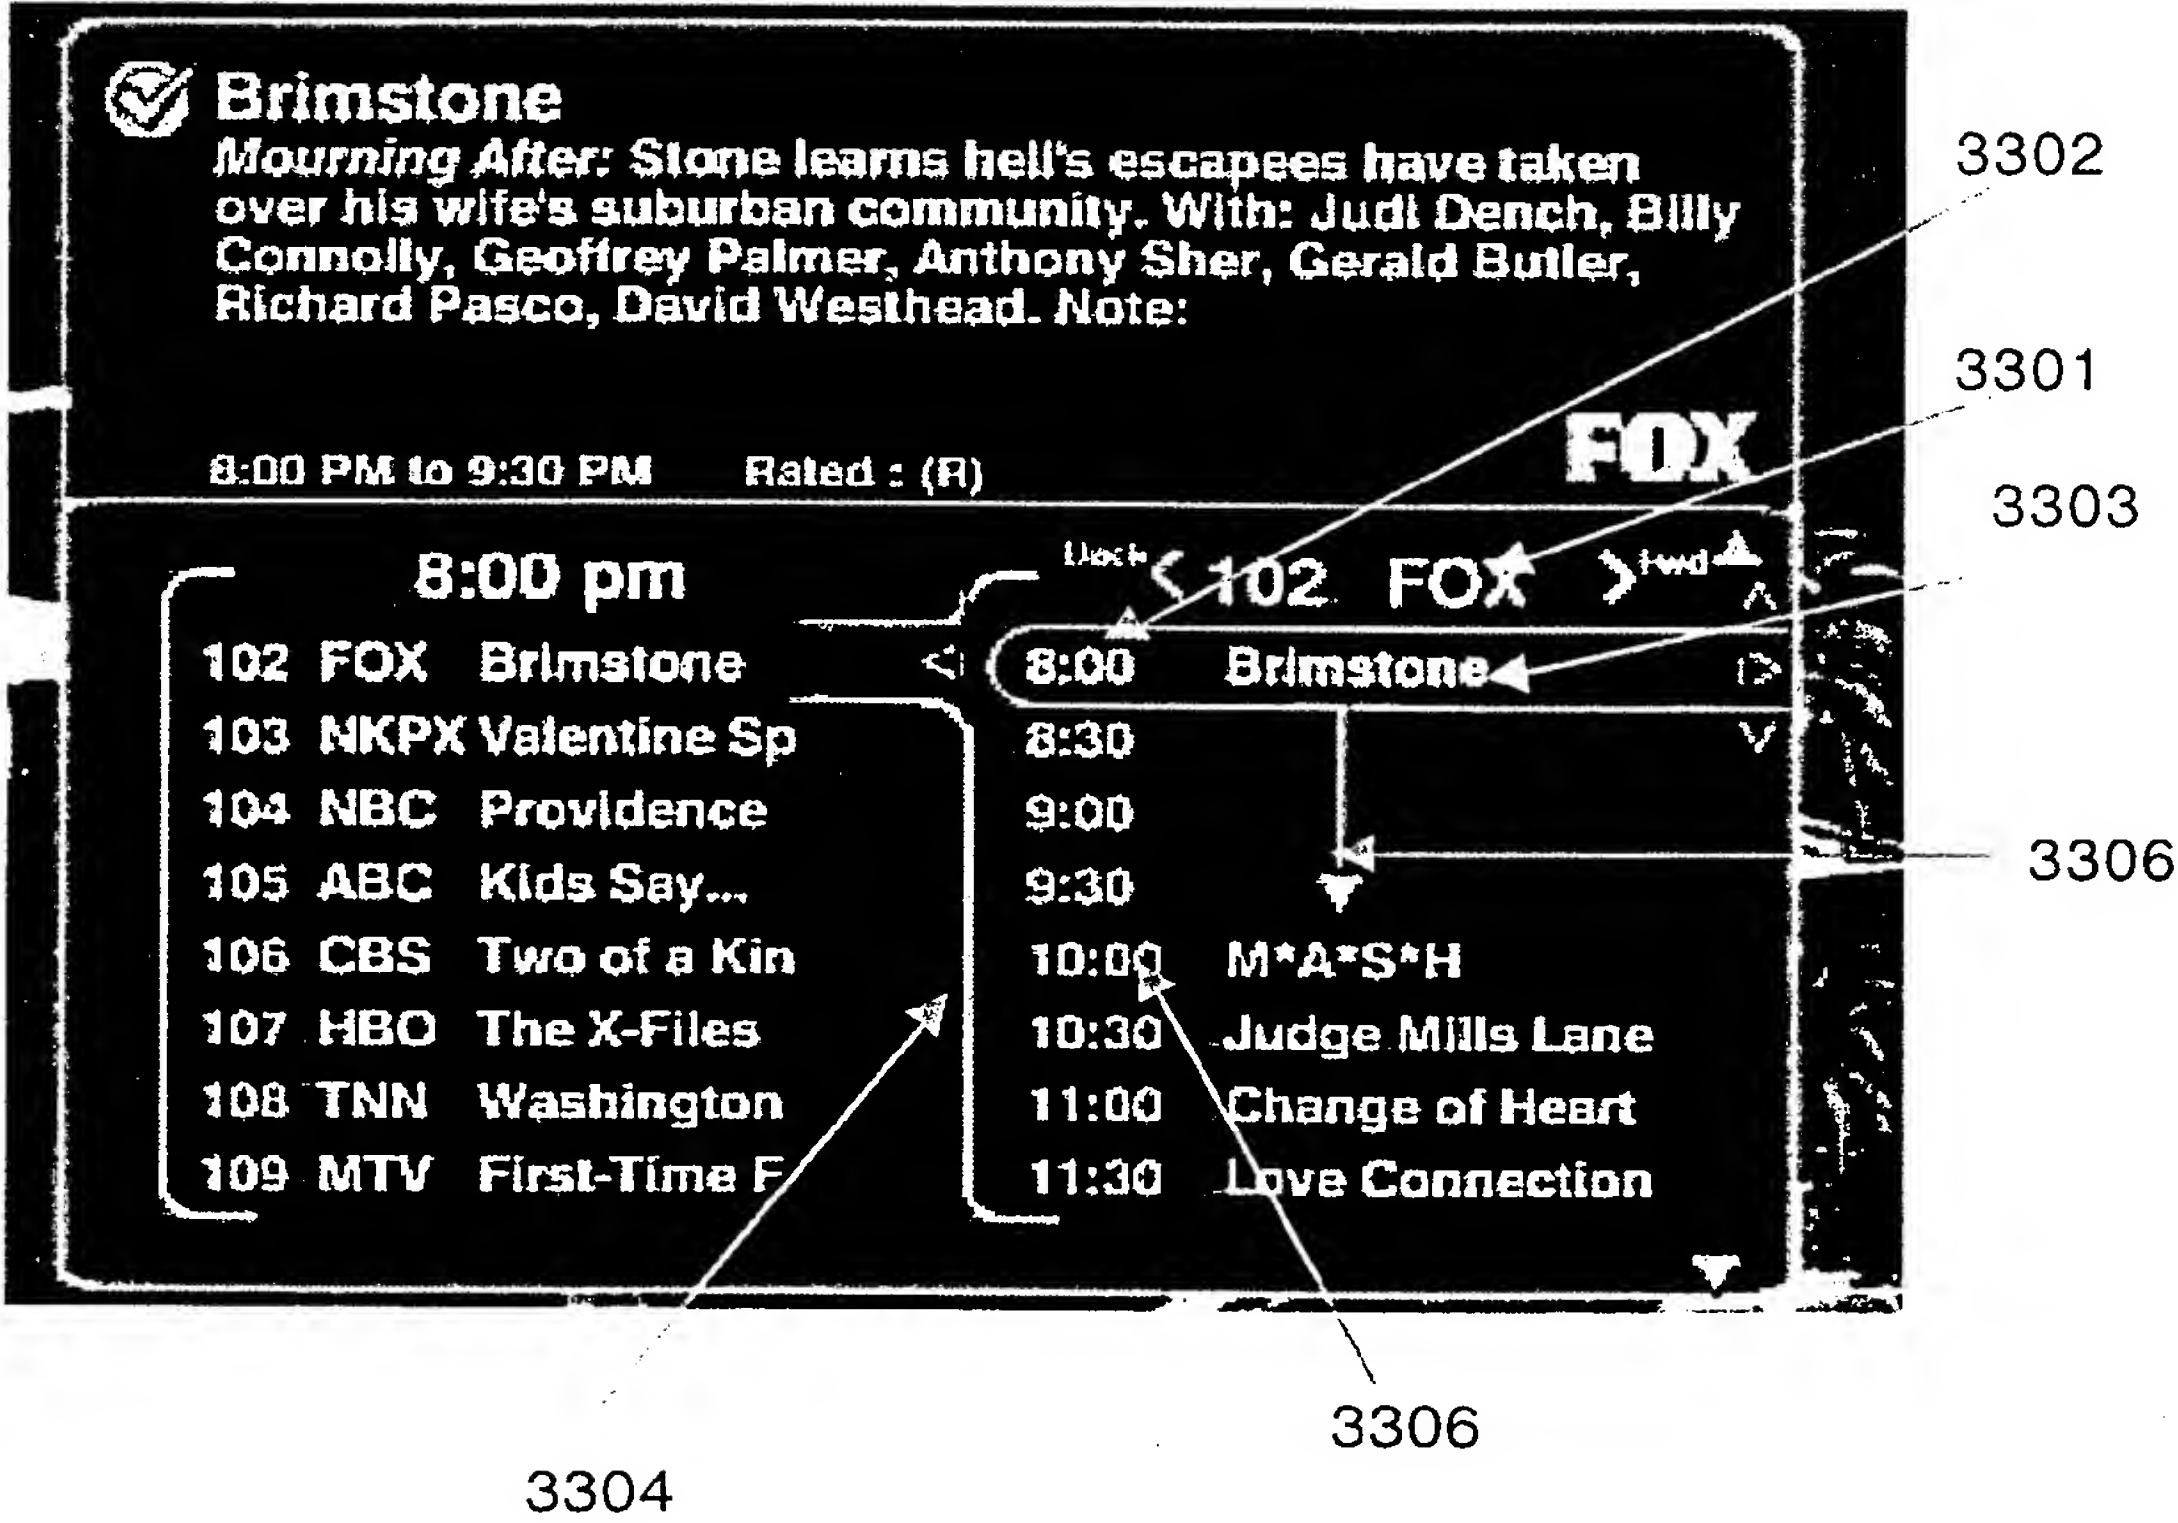 Brimstone
Mourning After: Stone learns hell's escapees have taken
over his wife's suburban community. With: Judi Dench, Billy
Connolly, Geoffrey Palmer, Anthony Sher, Gerald Butler,
Richard Pasco, David Westhead. Note:
FOX
8:00 PM to 9:30 PM Rated : (R)
8:00 pm
102 FOX Brimstone
103 NKPX Valentine Sp
104 NBC Providence
105 ABC Kids Say...
106 CBS Two of a Kin
107 HBO The X-Files
108 TNN Washington
109 MTV First-Time F
< 102 FOX > Fwd
8:00 Brimstone
8:30
9:00
9:30
10:00 M*A*S*H
10:30 Judge Mills Lane
11:00 Change of Heart
11:30 Love Connection
3302
3301
3303
3306
3306
3304